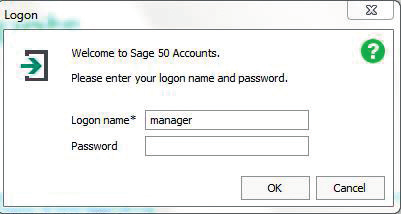 Logon
Welcome to Sage 50 Accounts.
Please enter your logon name and password.
Logon name* manager
Password
OK Cancel